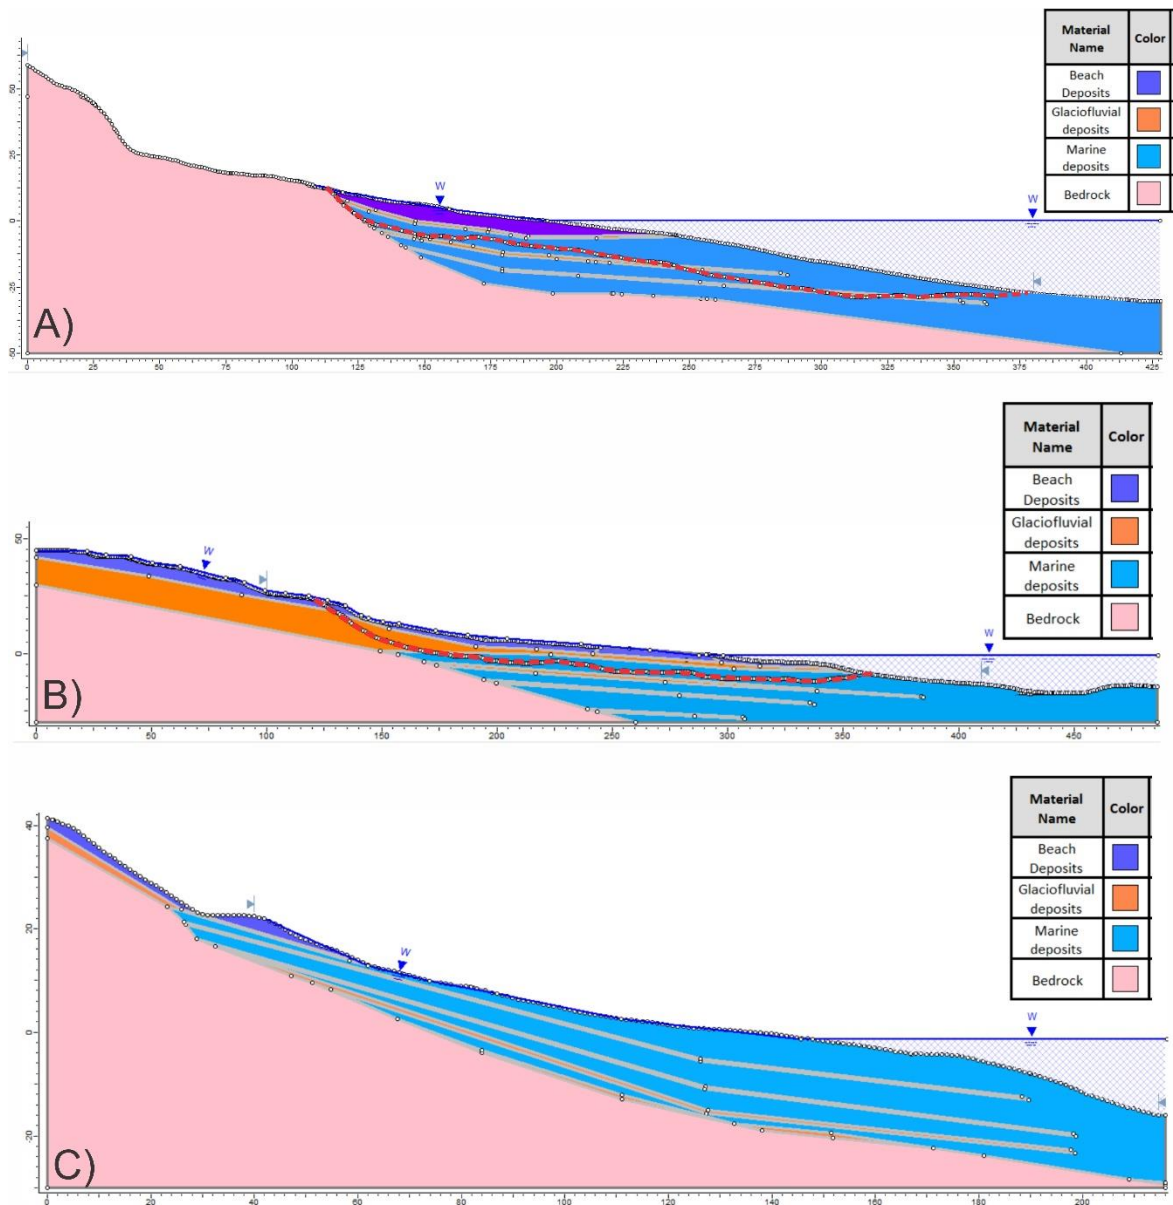 Material
Name
Color
Beach
Deposits
Glaciofluvial
deposits
Marine
deposits
Bedrock
50
25
0
-25
-50
W
W
A)
0 25 50 75 100 125 150 175 200 225 250 275 300 325 350 375 400 425
Material
Name
Color
Beach
Deposits
Glaciofluvial
deposits
Marine
deposits
Bedrock
50
0
W
W
B)
0 50 100 150 200 250 300 350 400 450
Material
Name
Color
Beach
Deposits
Glaciofluvial
deposits
Marine
deposits
Bedrock
40
20
0
-20
W
W
C)
0 20 40 60 80 100 120 140 160 180 200